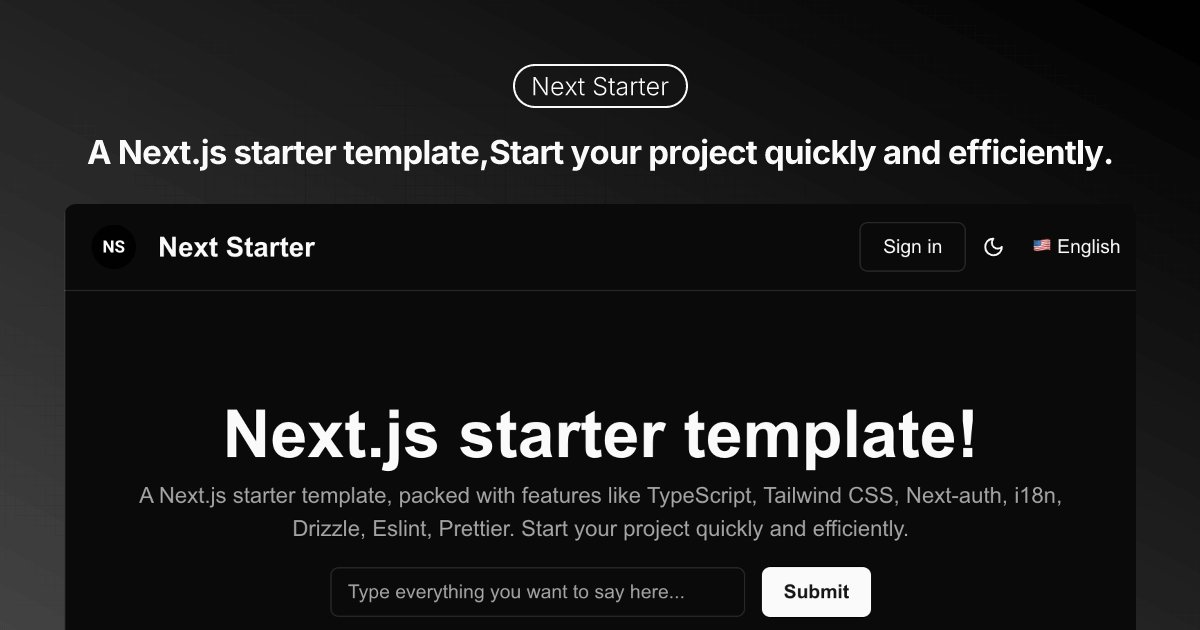 Next Starter
A Next.js starter template,Start your project quickly and efficiently.
NS Next Starter Sign in 🇺🇸 English
Next.js starter template!
A Next.js starter template, packed with features like TypeScript, Tailwind CSS, Next-auth, i18n,
Drizzle, Eslint, Prettier. Start your project quickly and efficiently.
Type everything you want to say here... Submit